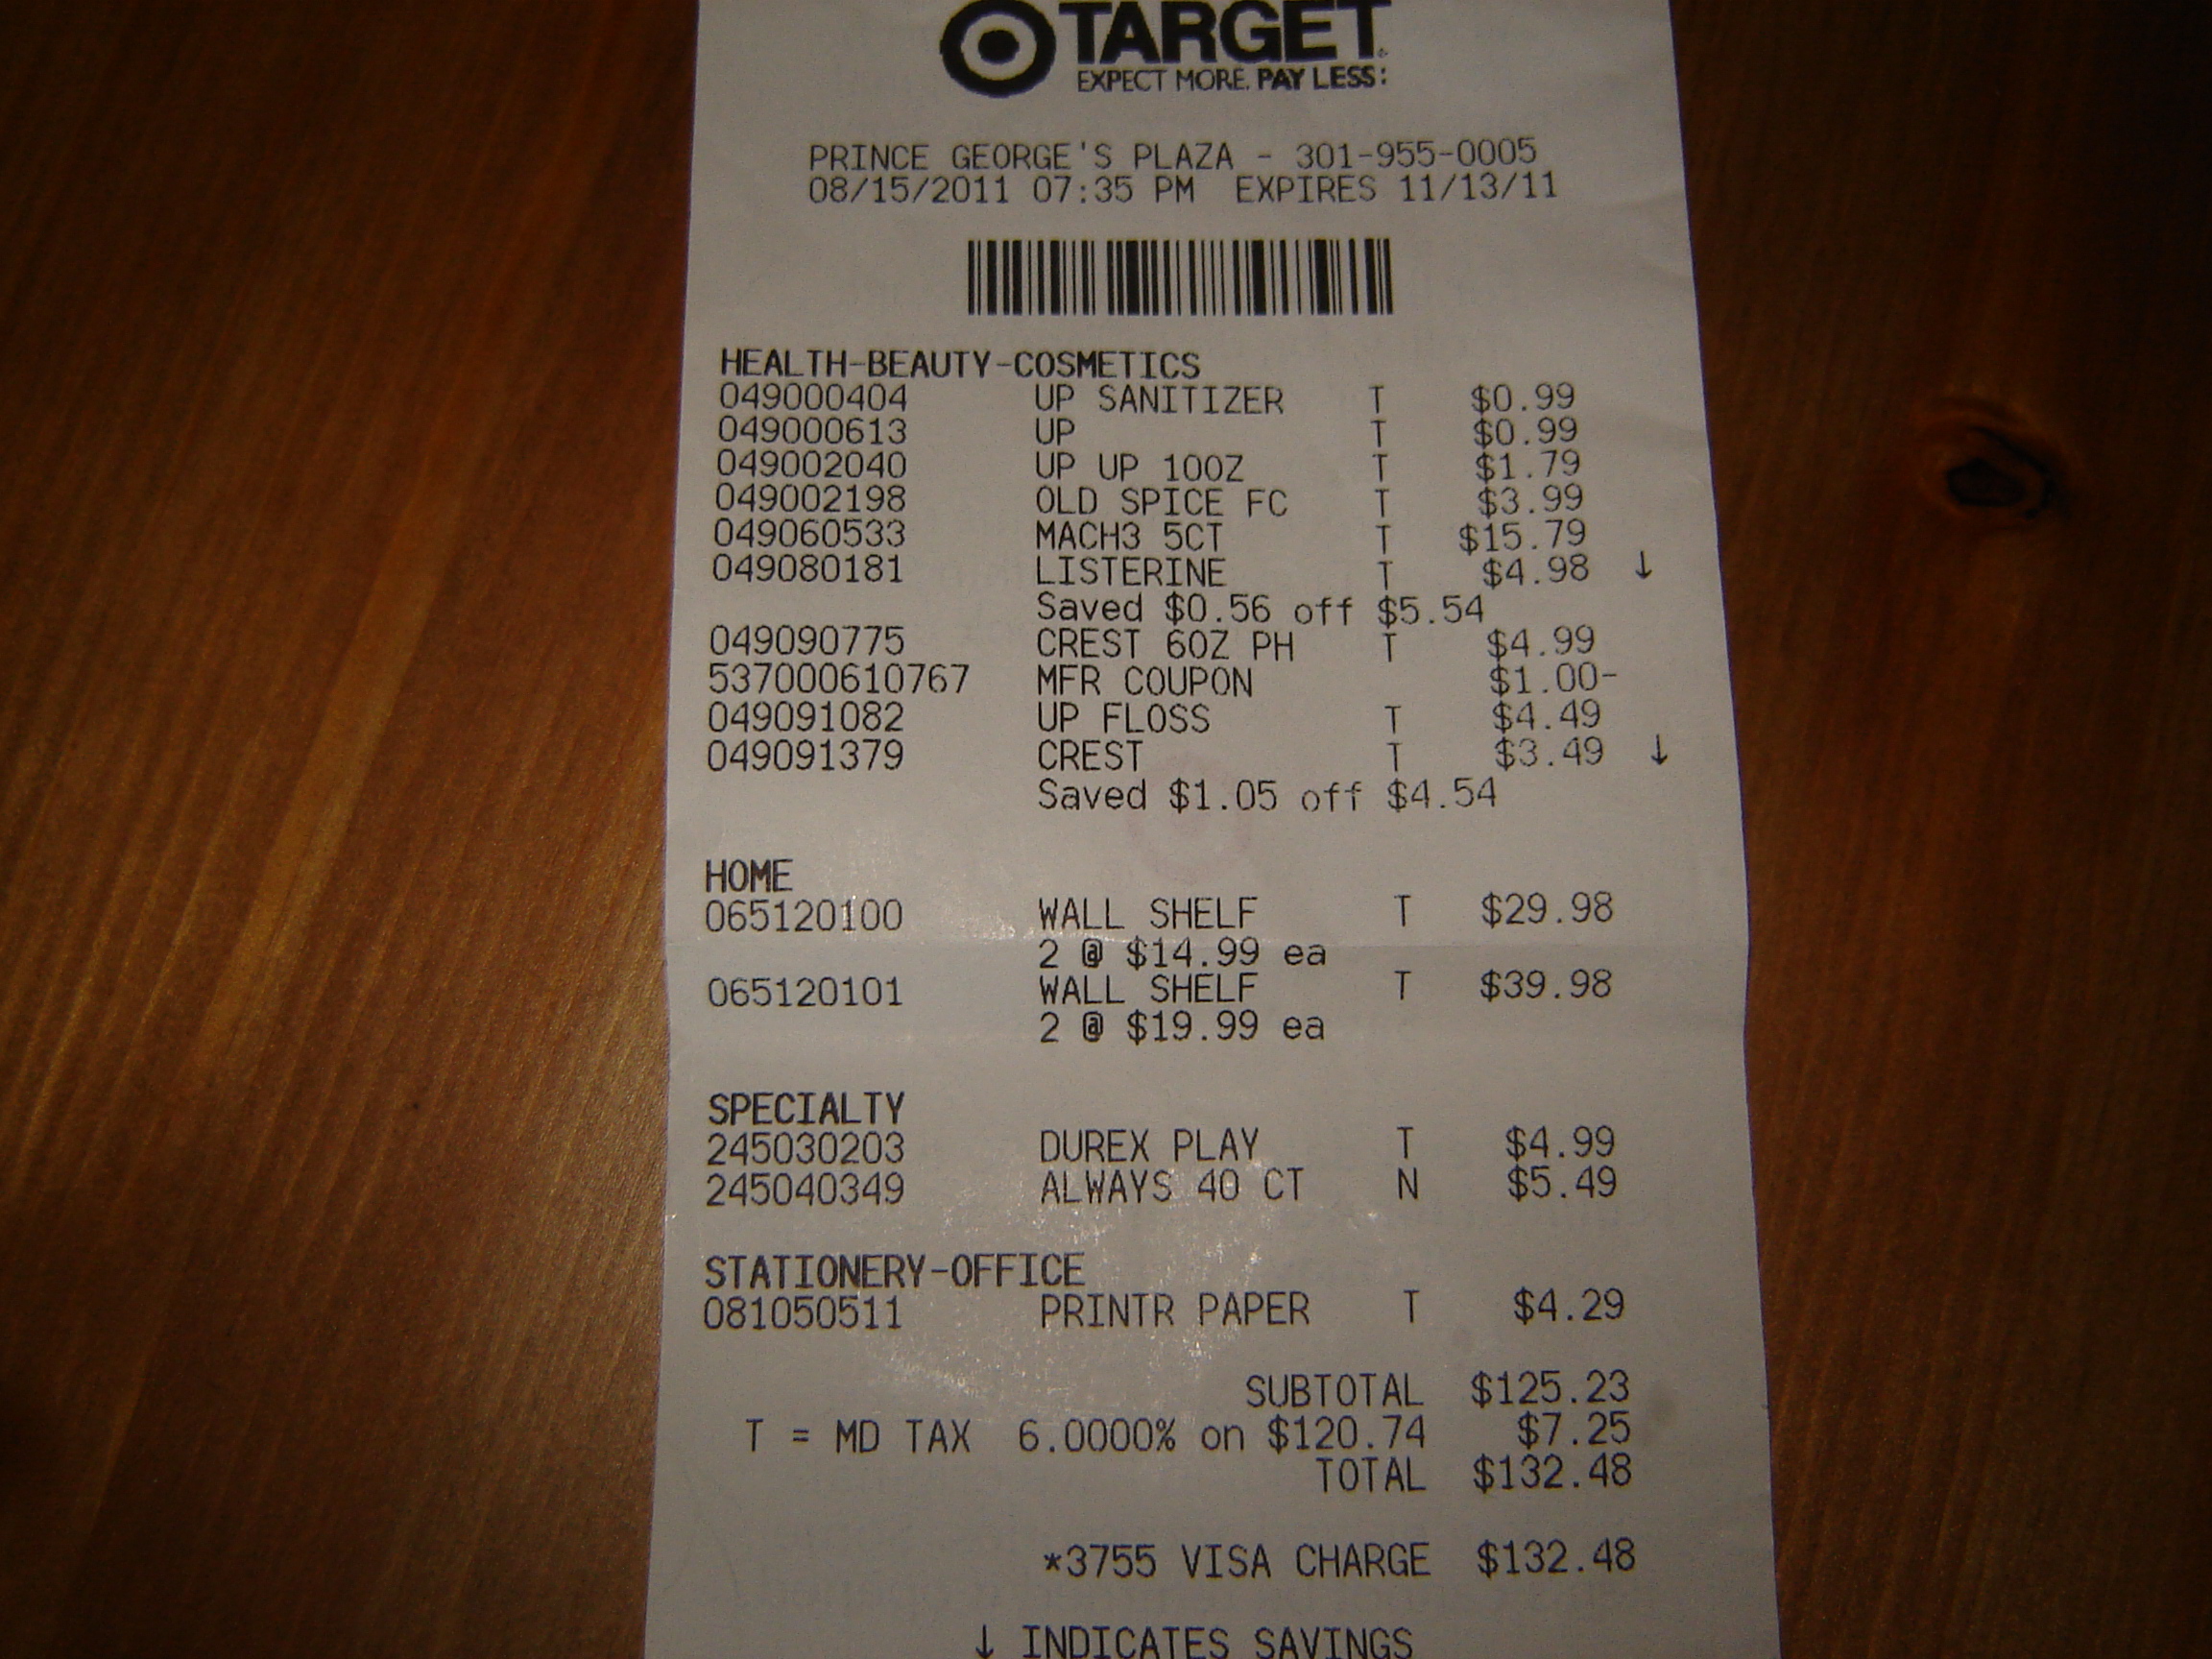 TARGET
EXPECT MORE. PAY LESS.
PRINCE GEORGE'S PLAZA - 301-955-0005
08/15/2011 07:35 PM EXPIRES 11/13/11
HEALTH-BEAUTY-COSMETICS
049000404 UP SANITIZER T $0.99
049000613 UP T $0.99
049002040 UP UP 10OZ T $1.79
049002198 OLD SPICE FC T $3.99
049060533 MACH3 5CT T $15.79
049080181 LISTERINE T $4.98 ↓
Saved $0.56 off $5.54
049090775 CREST 6OZ PH T $4.99
537000610767 MFR COUPON $1.00-
049091082 UP FLOSS T $4.49
049091379 CREST T $3.49 ↓
Saved $1.05 off $4.54
HOME
065120100 WALL SHELF T $29.98
2 @ $14.99 ea
065120101 WALL SHELF T $39.98
2 @ $19.99 ea
SPECIALTY
245030203 DUREX PLAY T $4.99
245040349 ALWAYS 40 CT N $5.49
STATIONERY-OFFICE
081050511 PRINTR PAPER T $4.29
SUBTOTAL $125.23
T = MD TAX 6.0000% on $120.74 $7.25
TOTAL $132.48
*3755 VISA CHARGE $132.48
↓ INDICATES SAVINGS